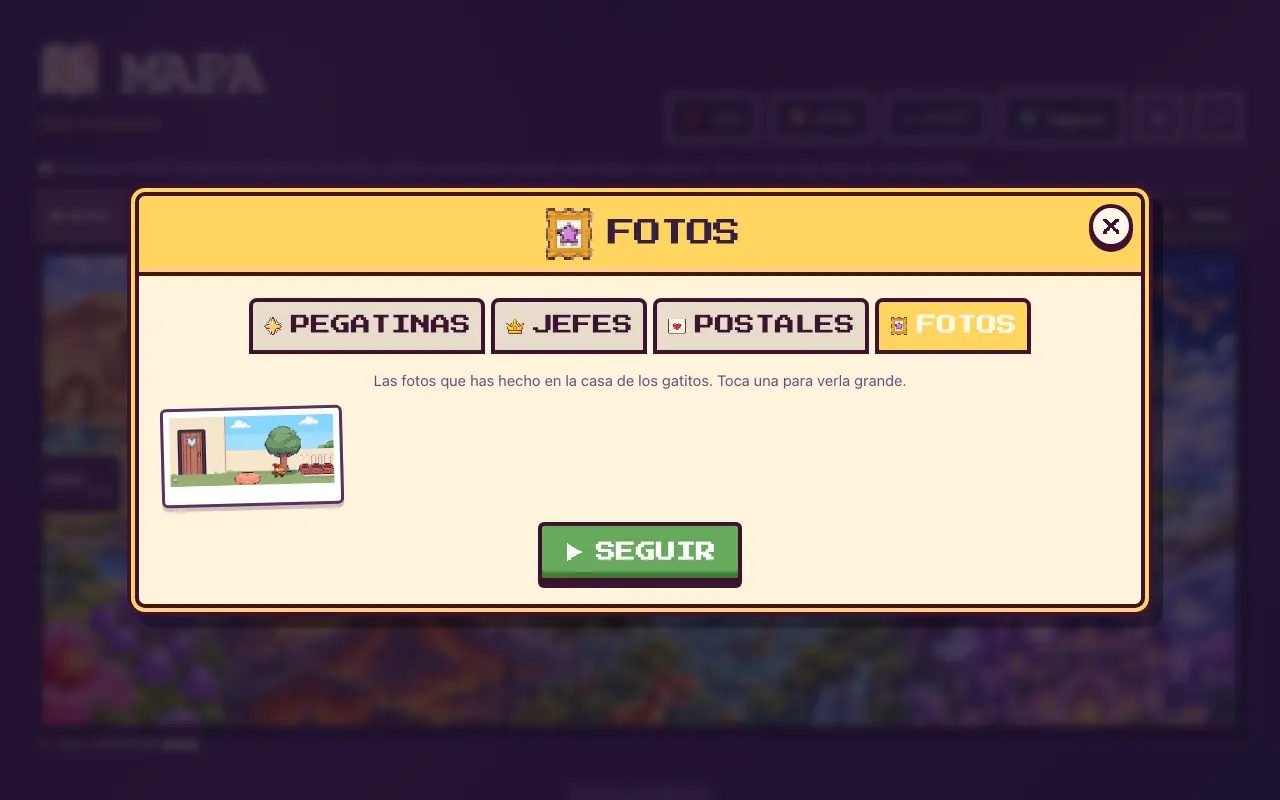 MAPA
FOTOS
PEGATINAS
JEFES
POSTALES
FOTOS
Las fotos que has hecho en la casa de los gatitos. Toca una para verla grande.
SEGUIR